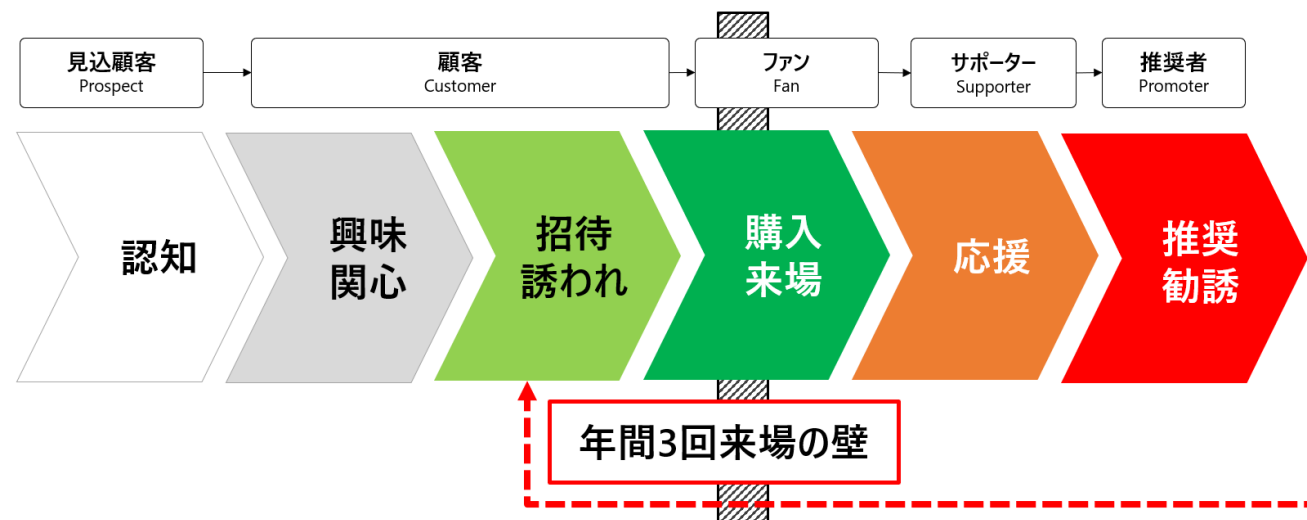 見込顧客
Prospect
顧客
Customer
ファン
Fan
サポーター
Supporter
推奨者
Promoter
認知
興味
関心
招待
誘われ
購入
来場
応援
推奨
勧誘
年間3回来場の壁